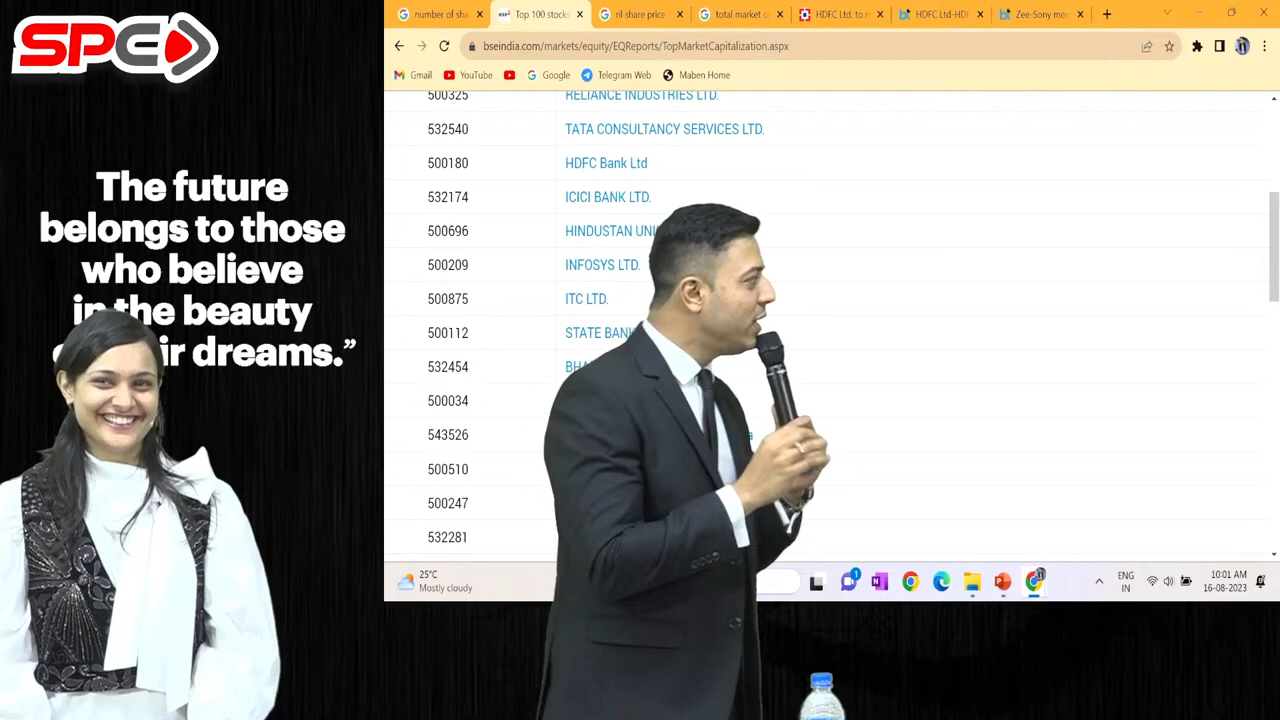 SPE
The future
belongs to those
who believe
in the beauty
dreams.”
number of sha
Top 100 stocks
ril share price
total market c
HDFC Ltd. to m
HDFC Ltd-HDF
Zee-Sony mer
bseindia.com/markets/equity/EQReports/TopMarketCapitalization.aspx
Gmail
YouTube
Google
Telegram Web
Maben Home
500325 RELIANCE INDUSTRIES LTD.
532540 TATA CONSULTANCY SERVICES LTD.
500180 HDFC Bank Ltd
532174 ICICI BANK LTD.
500696 HINDUSTAN UNI
500209 INFOSYS LTD.
500875 ITC LTD.
500112 STATE BANK
532454 BHA
500034
543526 a
500510
500247
532281
25°C
Mostly cloudy
1
ENG
IN
10:01 AM
16-08-2023